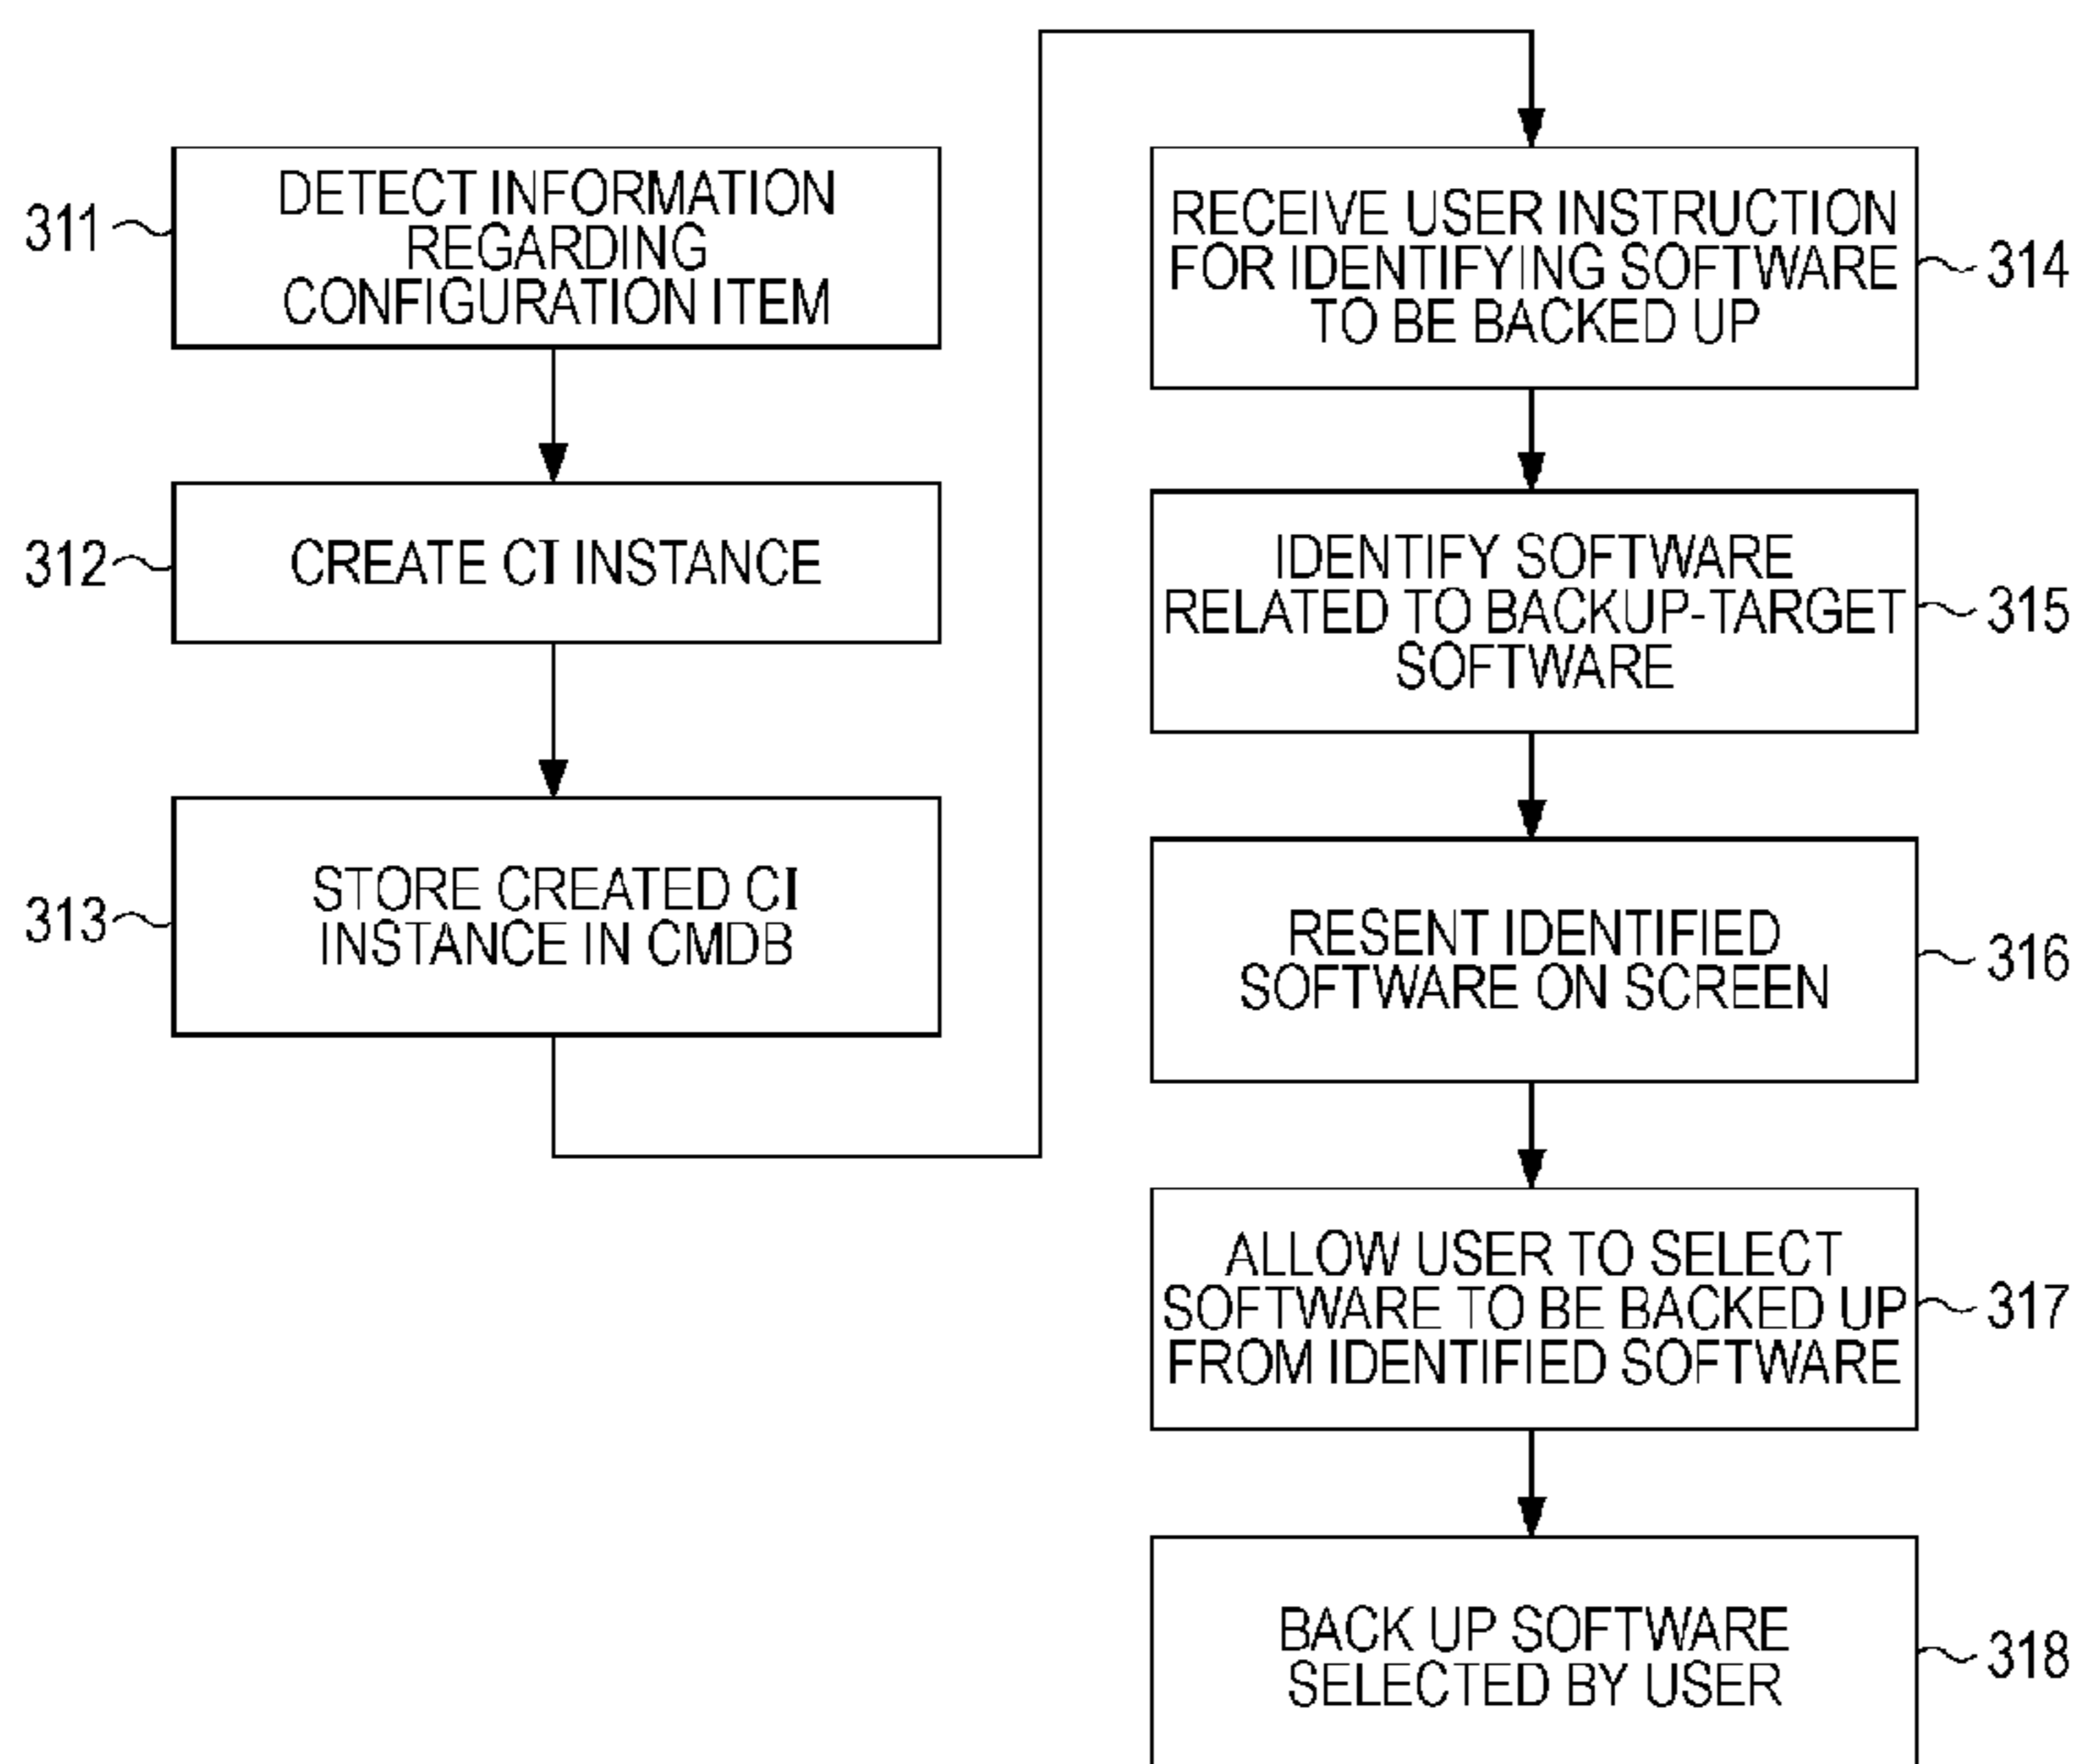 311
DETECT INFORMATION
REGARDING
CONFIGURATION ITEM
312
CREATE CI INSTANCE
313
STORE CREATED CI
INSTANCE IN CMDB
RECEIVE USER INSTRUCTION
FOR IDENTIFYING SOFTWARE
TO BE BACKED UP
314
IDENTIFY SOFTWARE
RELATED TO BACKUP-TARGET
SOFTWARE
315
RESENT IDENTIFIED
SOFTWARE ON SCREEN
316
ALLOW USER TO SELECT
SOFTWARE TO BE BACKED UP
FROM IDENTIFIED SOFTWARE
317
BACK UP SOFTWARE
SELECTED BY USER
318